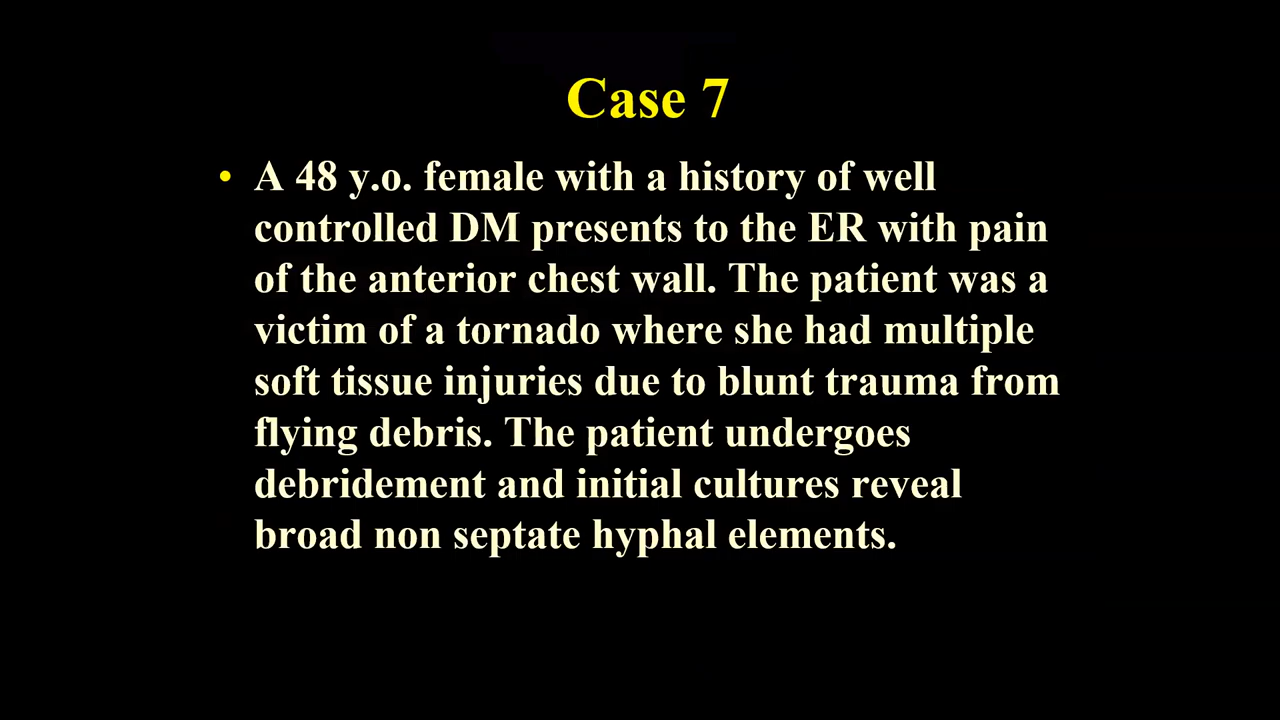 Case 7
• A 48 y.o. female with a history of well
controlled DM presents to the ER with pain
of the anterior chest wall. The patient was a
victim of a tornado where she had multiple
soft tissue injuries due to blunt trauma from
flying debris. The patient undergoes
debridement and initial cultures reveal
broad non septate hyphal elements.